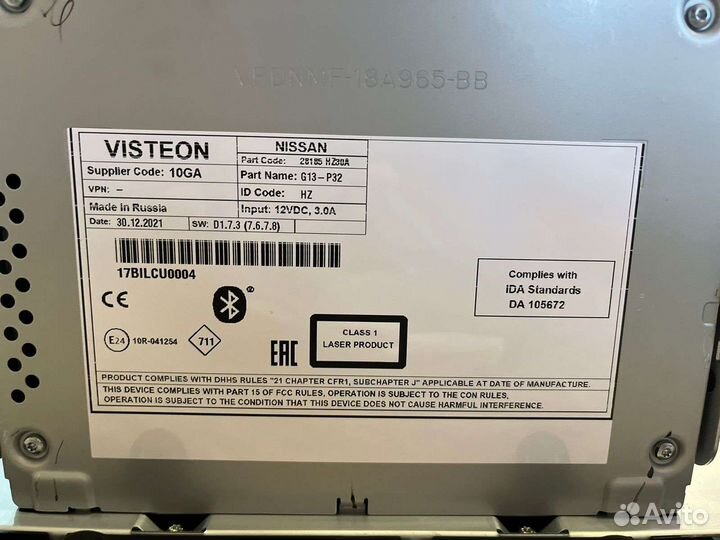 VPDNMF-18A965-BB
VISTEON
NISSAN
Part Code: 28185 HZ30A
Supplier Code: 10GA
Part Name: G13-P32
VPN: -
ID Code: HZ
Made in Russia
Input: 12VDC, 3.0A
Date: 30.12.2021
SW: D1.7.3 (7.6.7.8)
17BILCU0004
Complies with
IDA Standards
DA 105672
CE
E24
10R-041254
711
EAC
CLASS 1
LASER PRODUCT
PRODUCT COMPLIES WITH DHHS RULES "21 CHAPTER CFR1, SUBCHAPTER J" APPLICABLE AT DATE OF MANUFACTURE.
THIS DEVICE COMPLIES WITH PART 15 OF FCC RULES, OPERATION IS SUBJECT TO THE CON RULES,
OPERATION IS SUBJECT TO THE CONDITION THAT THIS DEVICE DOES NOT CAUSE HARMFUL INTERFERENCE.
Avito